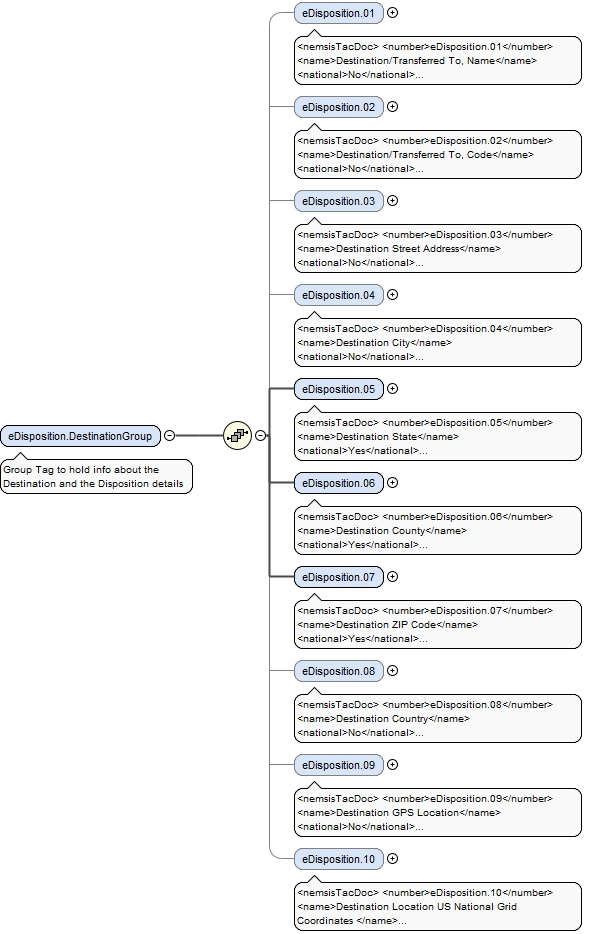 eDisposition.DestinationGroup
Group Tag to hold info about the
Destination and the Disposition details
eDisposition.01
<nemsisTacDoc> <number>eDisposition.01</number>
<name>Destination/Transferred To, Name</name>
<national>No</national>...
eDisposition.02
<nemsisTacDoc> <number>eDisposition.02</number>
<name>Destination/Transferred To, Code</name>
<national>No</national>...
eDisposition.03
<nemsisTacDoc> <number>eDisposition.03</number>
<name>Destination Street Address</name>
<national>No</national>...
eDisposition.04
<nemsisTacDoc> <number>eDisposition.04</number>
<name>Destination City</name>
<national>No</national>...
eDisposition.05
<nemsisTacDoc> <number>eDisposition.05</number>
<name>Destination State</name>
<national>Yes</national>...
eDisposition.06
<nemsisTacDoc> <number>eDisposition.06</number>
<name>Destination County</name>
<national>Yes</national>...
eDisposition.07
<nemsisTacDoc> <number>eDisposition.07</number>
<name>Destination ZIP Code</name>
<national>Yes</national>...
eDisposition.08
<nemsisTacDoc> <number>eDisposition.08</number>
<name>Destination Country</name>
<national>No</national>...
eDisposition.09
<nemsisTacDoc> <number>eDisposition.09</number>
<name>Destination GPS Location</name>
<national>No</national>...
eDisposition.10
<nemsisTacDoc> <number>eDisposition.10</number>
<name>Destination Location US National Grid
Coordinates </name>...